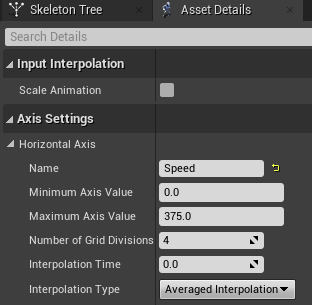 Skeleton Tree
Asset Details
Search Details
Input Interpolation
Scale Animation
Axis Settings
Horizontal Axis
Name Speed
Minimum Axis Value 0.0
Maximum Axis Value 375.0
Number of Grid Divisions 4
Interpolation Time 0.0
Interpolation Type Averaged Interpolation